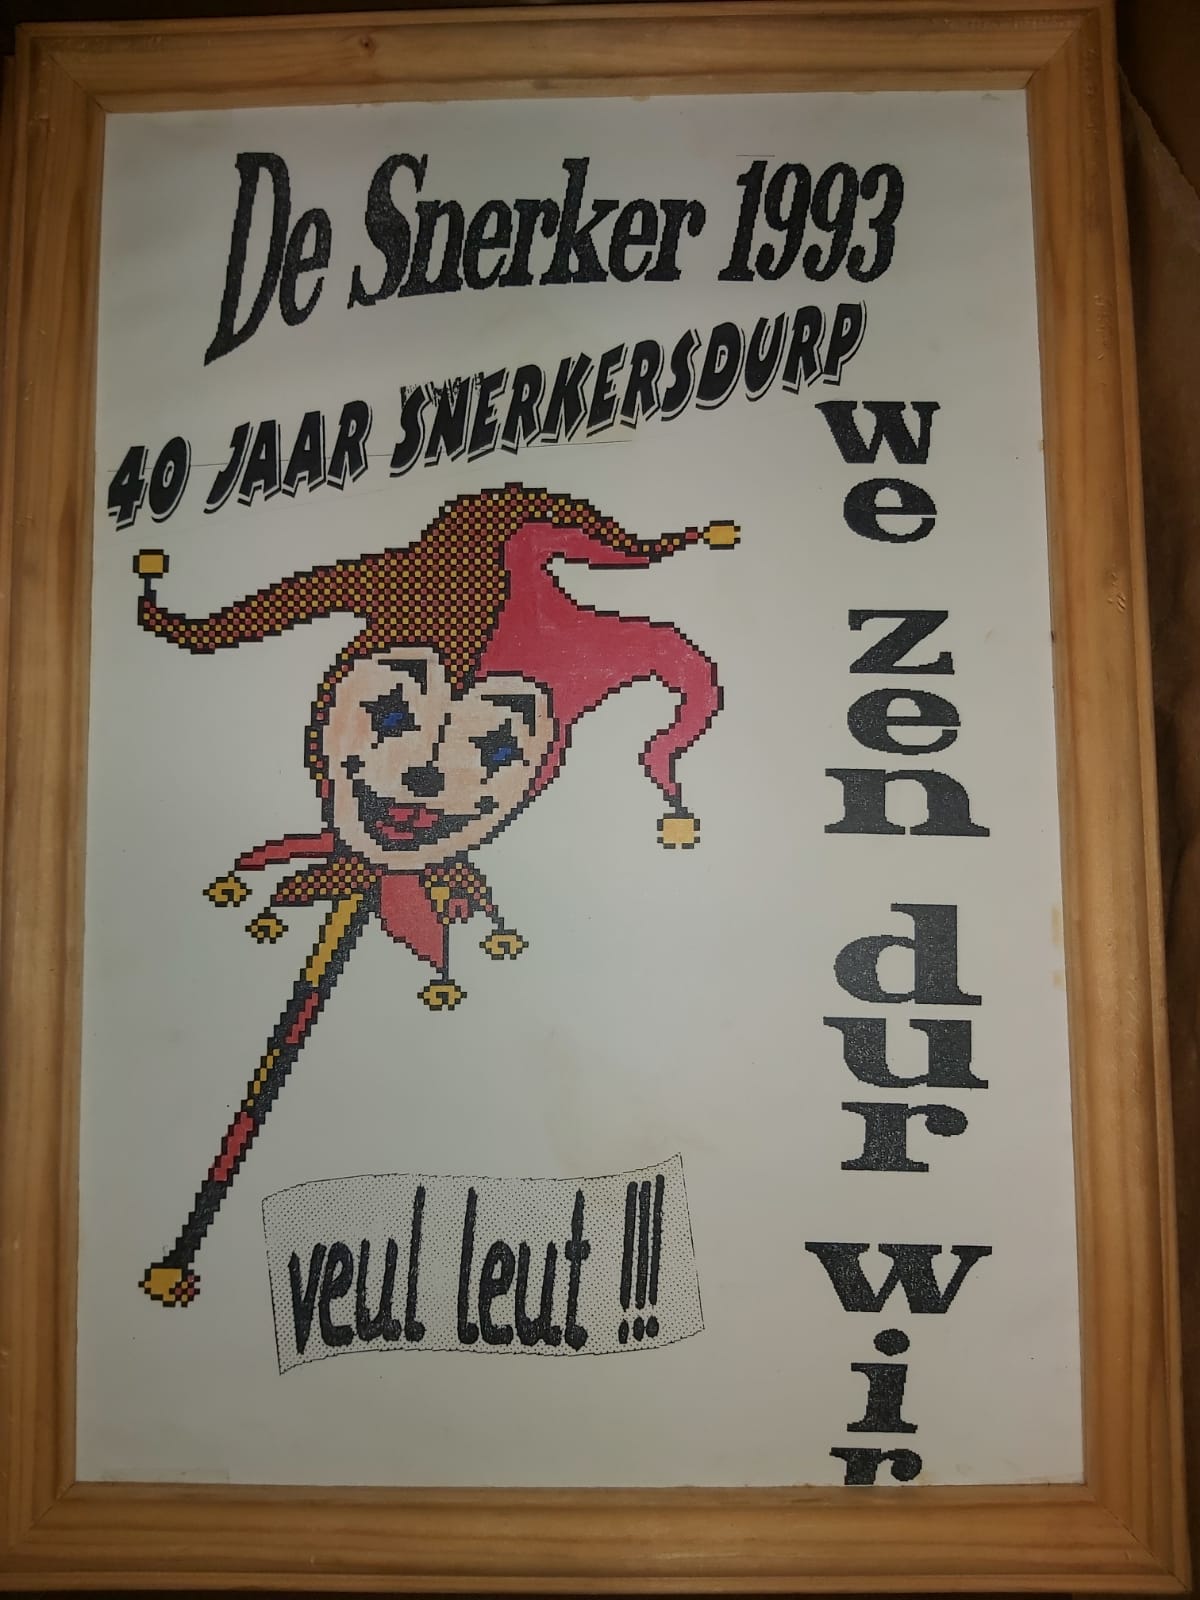 De Snerker 1993
40 JAAR SNERKERSDURP
we zen dur wir
veul leut !!!